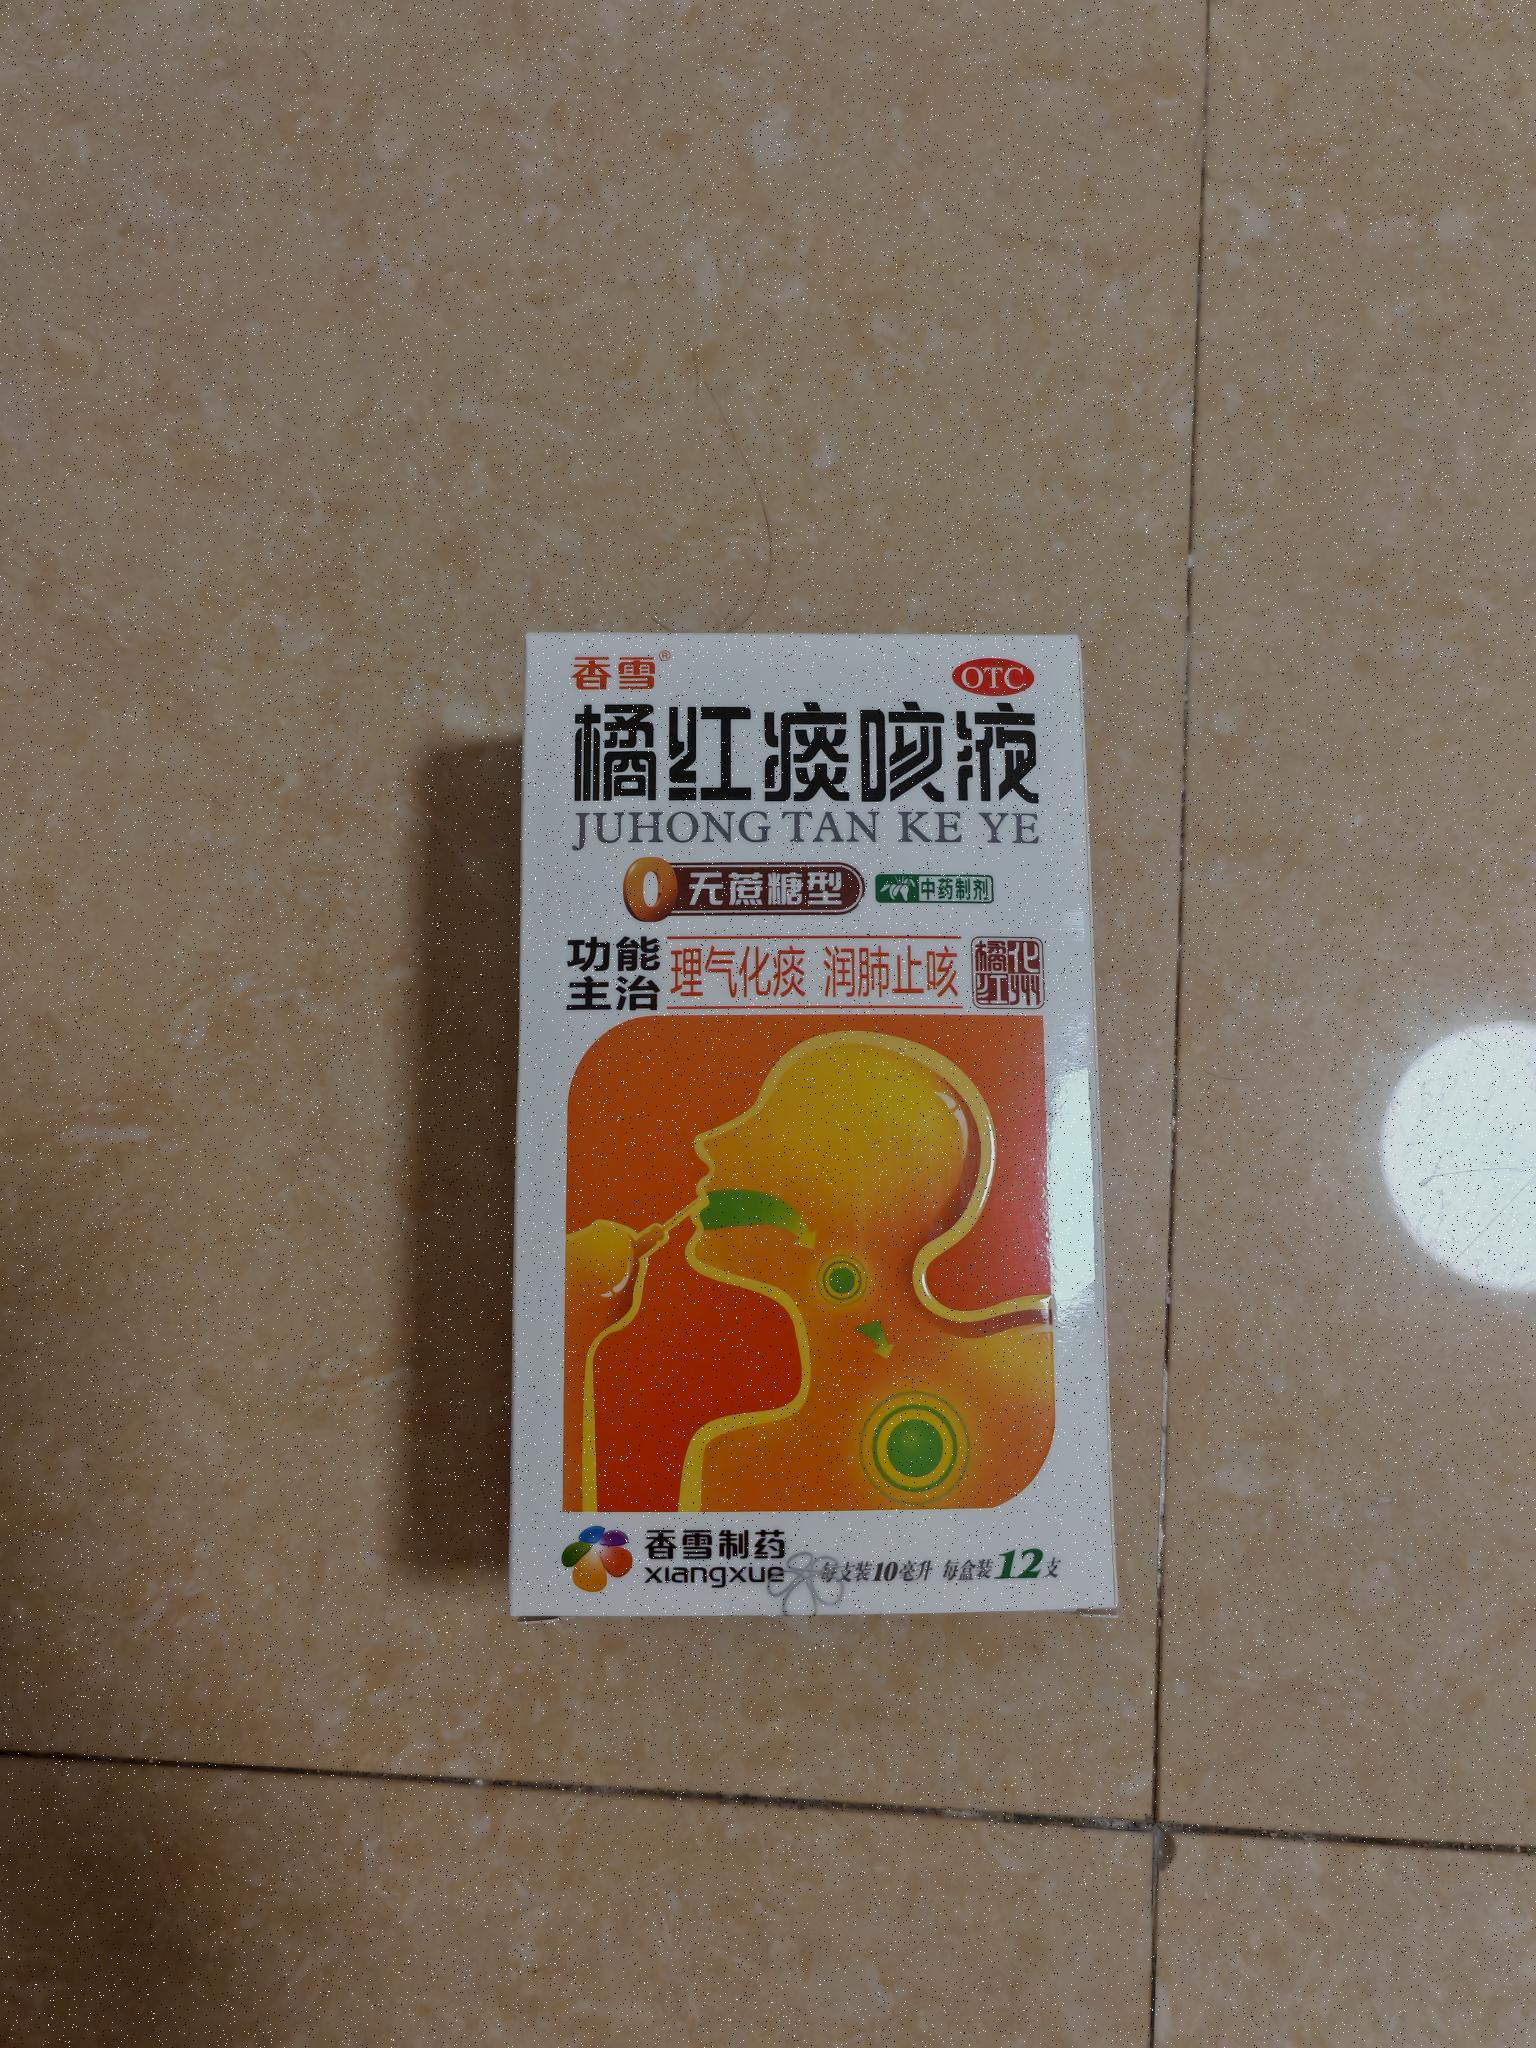 香雪®
OTC
橘红痰咳液
JUHONG TAN KE YE
0 无蔗糖型
中药制剂
功能主治
理气化痰 润肺止咳
化州橘红
香雪制药
xiangxue
每支装10毫升 每盒装12支